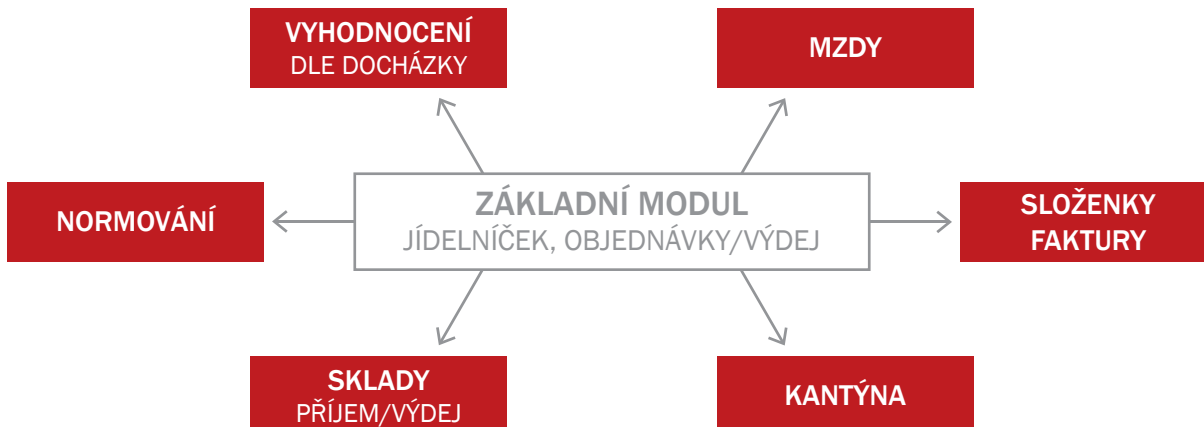 VYHODNOCENÍ
DLE DOCHÁZKY
MZDY
ZÁKLADNÍ MODUL
JÍDELNÍČEK, OBJEDNÁVKY/VÝDEJ
NORMOVÁNÍ
SLOŽENKY
FAKTURY
SKLADY
PŘÍJEM/VÝDEJ
KANTÝNA